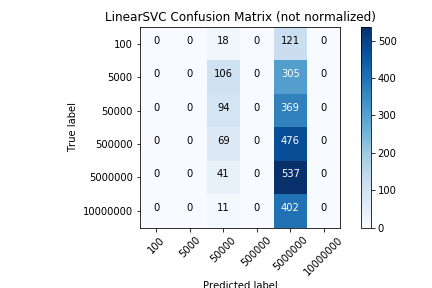 LinearSVC Confusion Matrix (not normalized)
100 0 0 18 0 121 0
5000 0 0 106 0 305 0
50000 0 0 94 0 369 0
500000 0 0 69 0 476 0
5000000 0 0 41 0 537 0
10000000 0 0 11 0 402 0
True label
100 5000 50000 500000 5000000 10000000
Predicted label
500
400
300
200
100
0